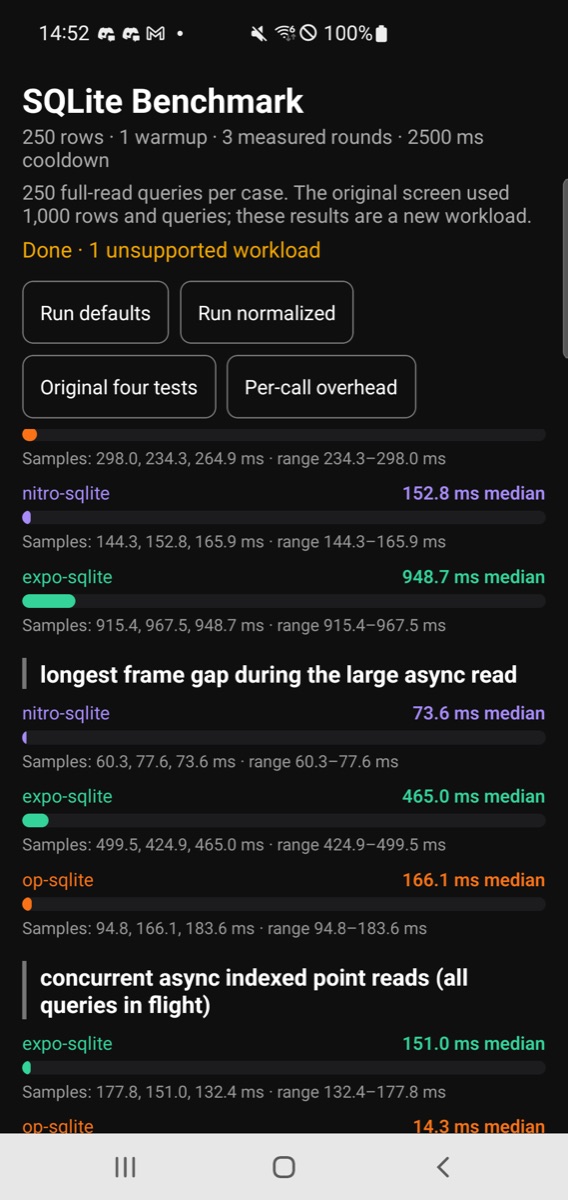 14:52 100%
SQLite Benchmark
250 rows · 1 warmup · 3 measured rounds · 2500 ms
cooldown
250 full-read queries per case. The original screen used
1,000 rows and queries; these results are a new workload.
Done · 1 unsupported workload
Run defaults Run normalized
Original four tests Per-call overhead
Samples: 298.0, 234.3, 264.9 ms · range 234.3–298.0 ms
nitro-sqlite 152.8 ms median
Samples: 144.3, 152.8, 165.9 ms · range 144.3–165.9 ms
expo-sqlite 948.7 ms median
Samples: 915.4, 967.5, 948.7 ms · range 915.4–967.5 ms
longest frame gap during the large async read
nitro-sqlite 73.6 ms median
Samples: 60.3, 77.6, 73.6 ms · range 60.3–77.6 ms
expo-sqlite 465.0 ms median
Samples: 499.5, 424.9, 465.0 ms · range 424.9–499.5 ms
op-sqlite 166.1 ms median
Samples: 94.8, 166.1, 183.6 ms · range 94.8–183.6 ms
concurrent async indexed point reads (all
queries in flight)
expo-sqlite 151.0 ms median
Samples: 177.8, 151.0, 132.4 ms · range 132.4–177.8 ms
op-sqlite 14.3 ms median